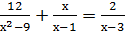 12/(x²−9) + x/(x−1) = 2/(x−3)